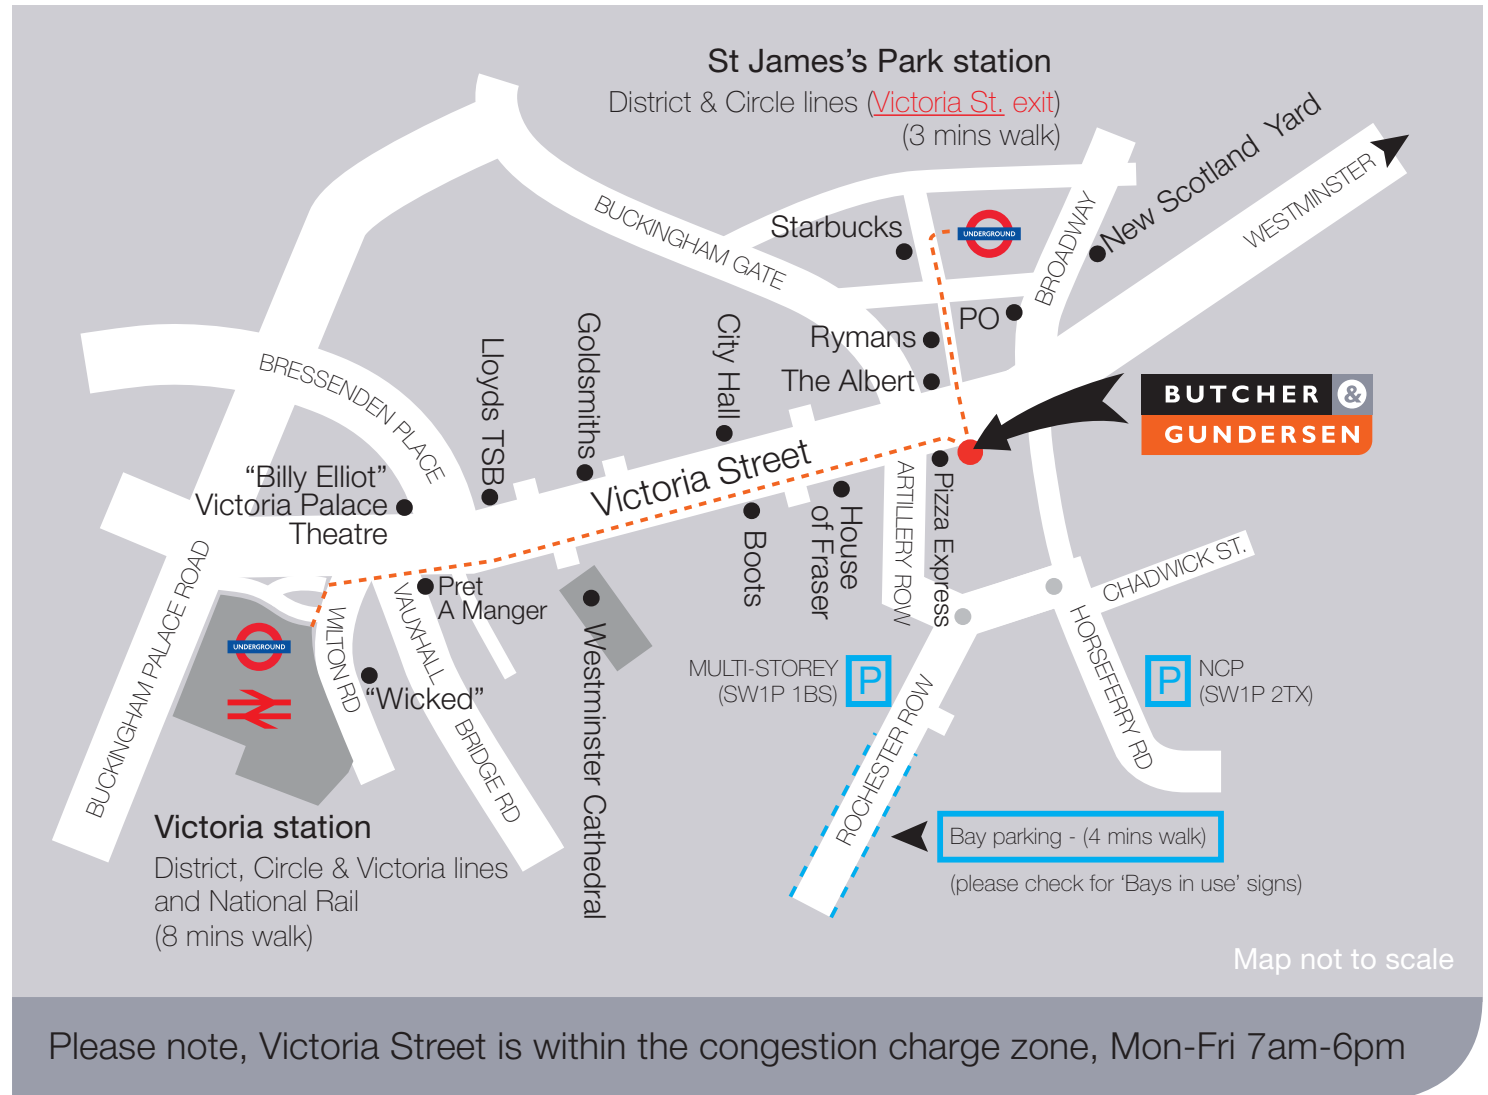 St James’s Park station
District & Circle lines (Victoria St. exit)
(3 mins walk)
New Scotland Yard
WESTMINSTER
BROADWAY
BUCKINGHAM GATE
Starbucks
UNDERGROUND
PO
Rymans
The Albert
City Hall
Goldsmiths
Lloyds TSB
BRESSENDEN PLACE
BUTCHER &
GUNDERSEN
“Billy Elliot”
Victoria Palace
Theatre
Victoria Street
ARTILLERY ROW
Pizza Express
House
of Fraser
Boots
CHADWICK ST.
HORSEFERRY RD
BUCKINGHAM PALACE ROAD
WILTON RD
VAUXHALL
BRIDGE RD
Pret
A Manger
UNDERGROUND
“Wicked”
Westminster Cathedral
MULTI-STOREY
(SW1P 1BS)
P
P
NCP
(SW1P 2TX)
ROCHESTER ROW
Bay parking - (4 mins walk)
(please check for ‘Bays in use’ signs)
Victoria station
District, Circle & Victoria lines
and National Rail
(8 mins walk)
Map not to scale
Please note, Victoria Street is within the congestion charge zone, Mon-Fri 7am-6pm